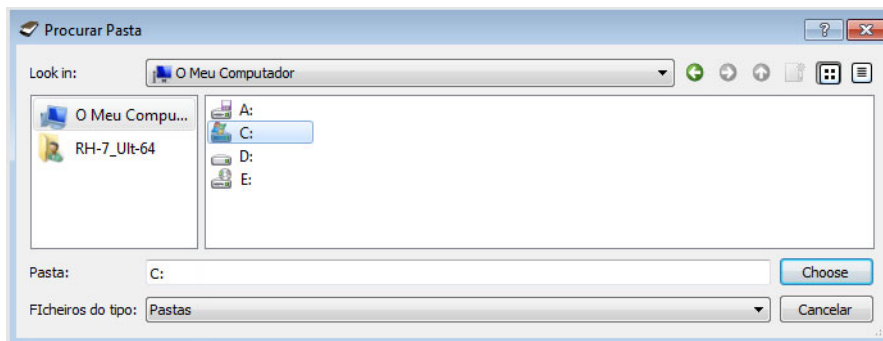 Procurar Pasta
Look in: O Meu Computador
O Meu Compu...
RH-7_Ult-64
A:
C:
D:
E:
Pasta: C: Choose
FIcheiros do tipo: Pastas Cancelar